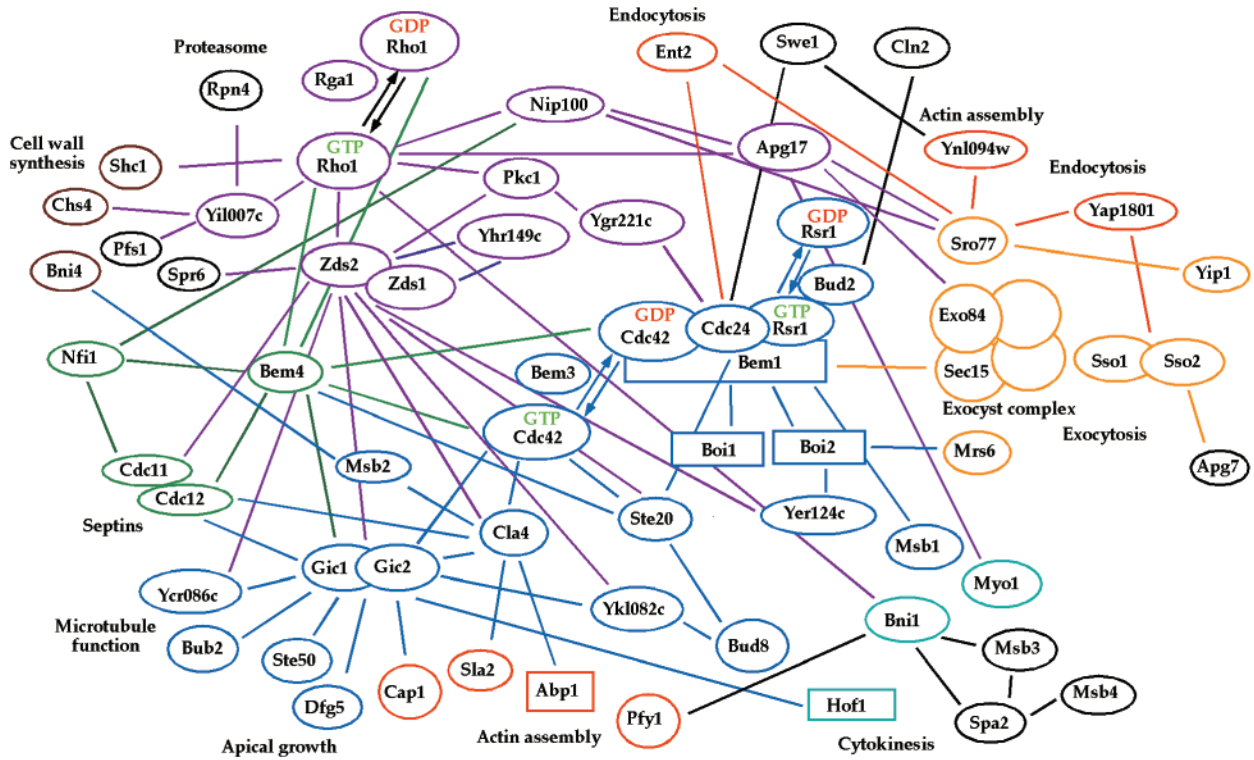 Endocytosis
GDP
Rho1
Ent2
Swe1
Cln2
Proteasome
Rpn4
Rga1
Nip100
Actin assembly
Ynl094w
Cell wall
synthesis
Shc1
GTP
Rho1
Apg17
Endocytosis
Pkc1
Chs4
Yil007c
Ygr221c
GDP
Rsr1
Yap1801
Pfs1
Yhr149c
Sro77
Bni4
Spr6
Zds2
Zds1
Bud2
Yip1
GDP
Cdc42
Cdc24
GTP
Rsr1
Exo84
Nfi1
Bem4
Bem3
Bem1
Sec15
Sso1
Sso2
Exocyst complex
GTP
Cdc42
Exocytosis
Boi1
Boi2
Mrs6
Cdc11
Msb2
Apg7
Cdc12
Septins
Cla4
Ste20
Yer124c
Msb1
Gic1
Gic2
Ycr086c
Myo1
Ykl082c
Bni1
Microtubule
function
Bub2
Ste50
Sla2
Bud8
Msb3
Dfg5
Cap1
Abp1
Pfy1
Hof1
Spa2
Msb4
Apical growth
Actin assembly
Cytokinesis